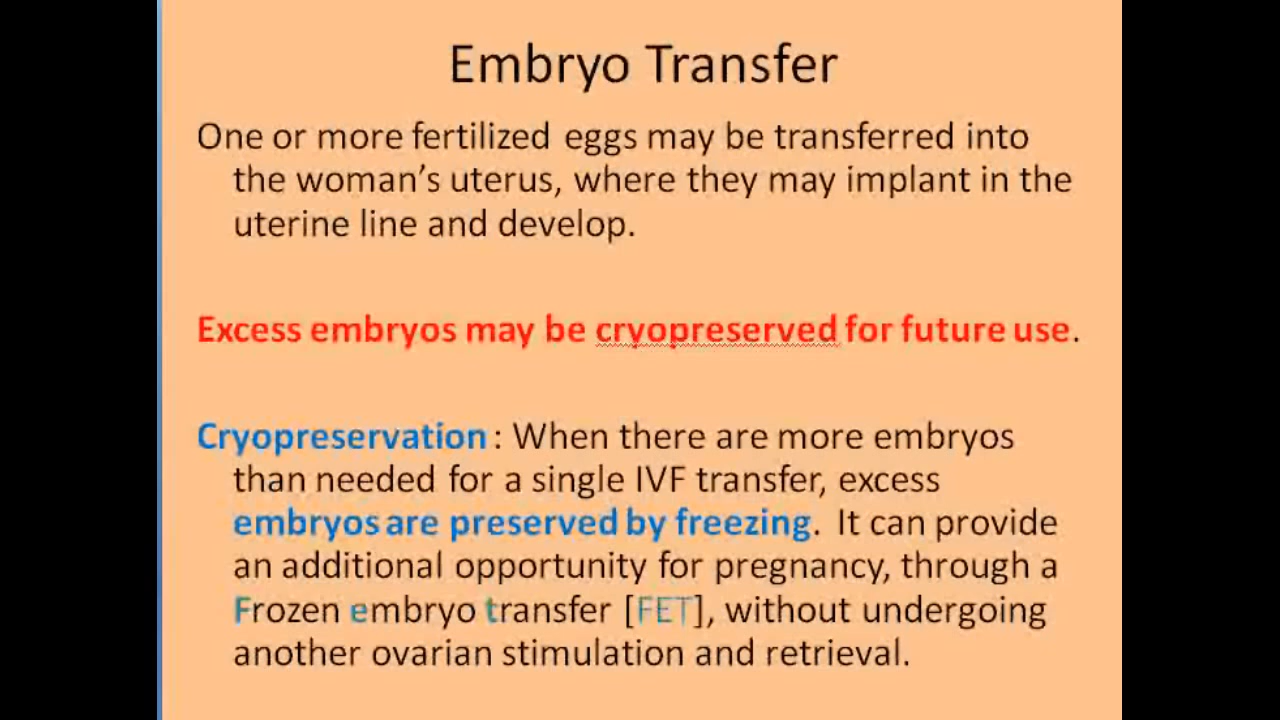 Embryo Transfer
One or more fertilized eggs may be transferred into
the woman’s uterus, where they may implant in the
uterine line and develop.
Excess embryos may be cryopreserved for future use.
Cryopreservation : When there are more embryos
than needed for a single IVF transfer, excess
embryos are preserved by freezing. It can provide
an additional opportunity for pregnancy, through a
Frozen embryo transfer [FET], without undergoing
another ovarian stimulation and retrieval.